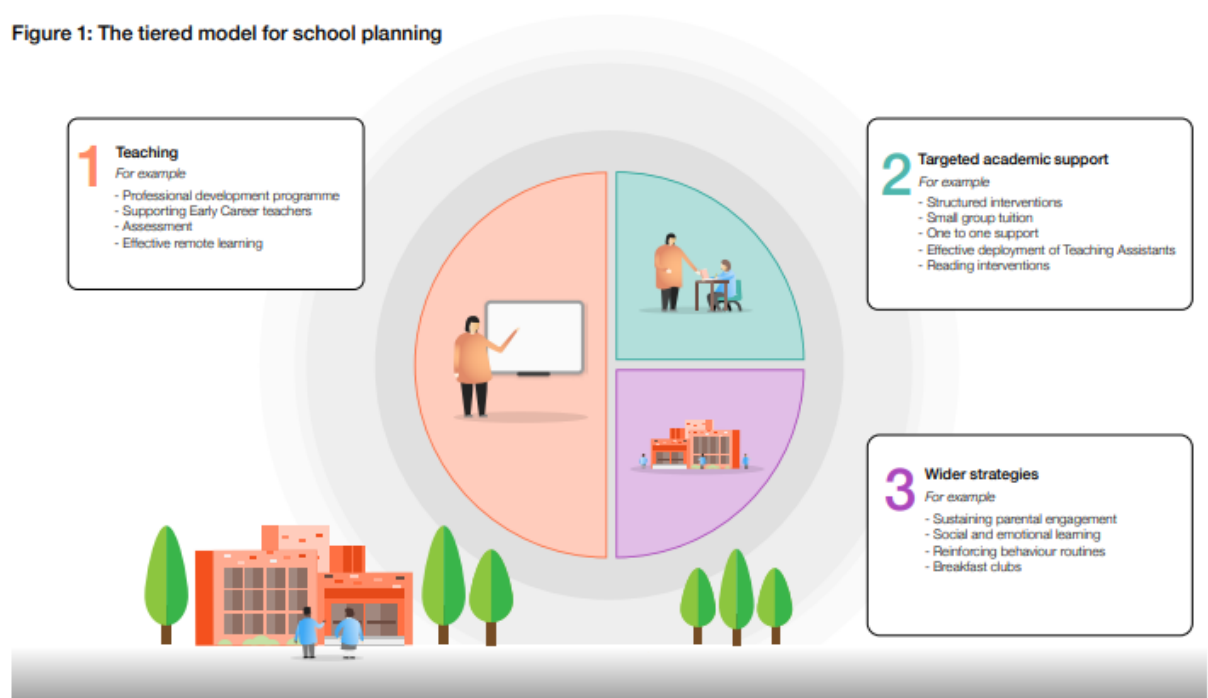 Figure 1: The tiered model for school planning
1
Teaching
For example
- Professional development programme
- Supporting Early Career teachers
- Assessment
- Effective remote learning
2
Targeted academic support
For example
- Structured interventions
- Small group tuition
- One to one support
- Effective deployment of Teaching Assistants
- Reading interventions
3
Wider strategies
For example
- Sustaining parental engagement
- Social and emotional learning
- Reinforcing behaviour routines
- Breakfast clubs